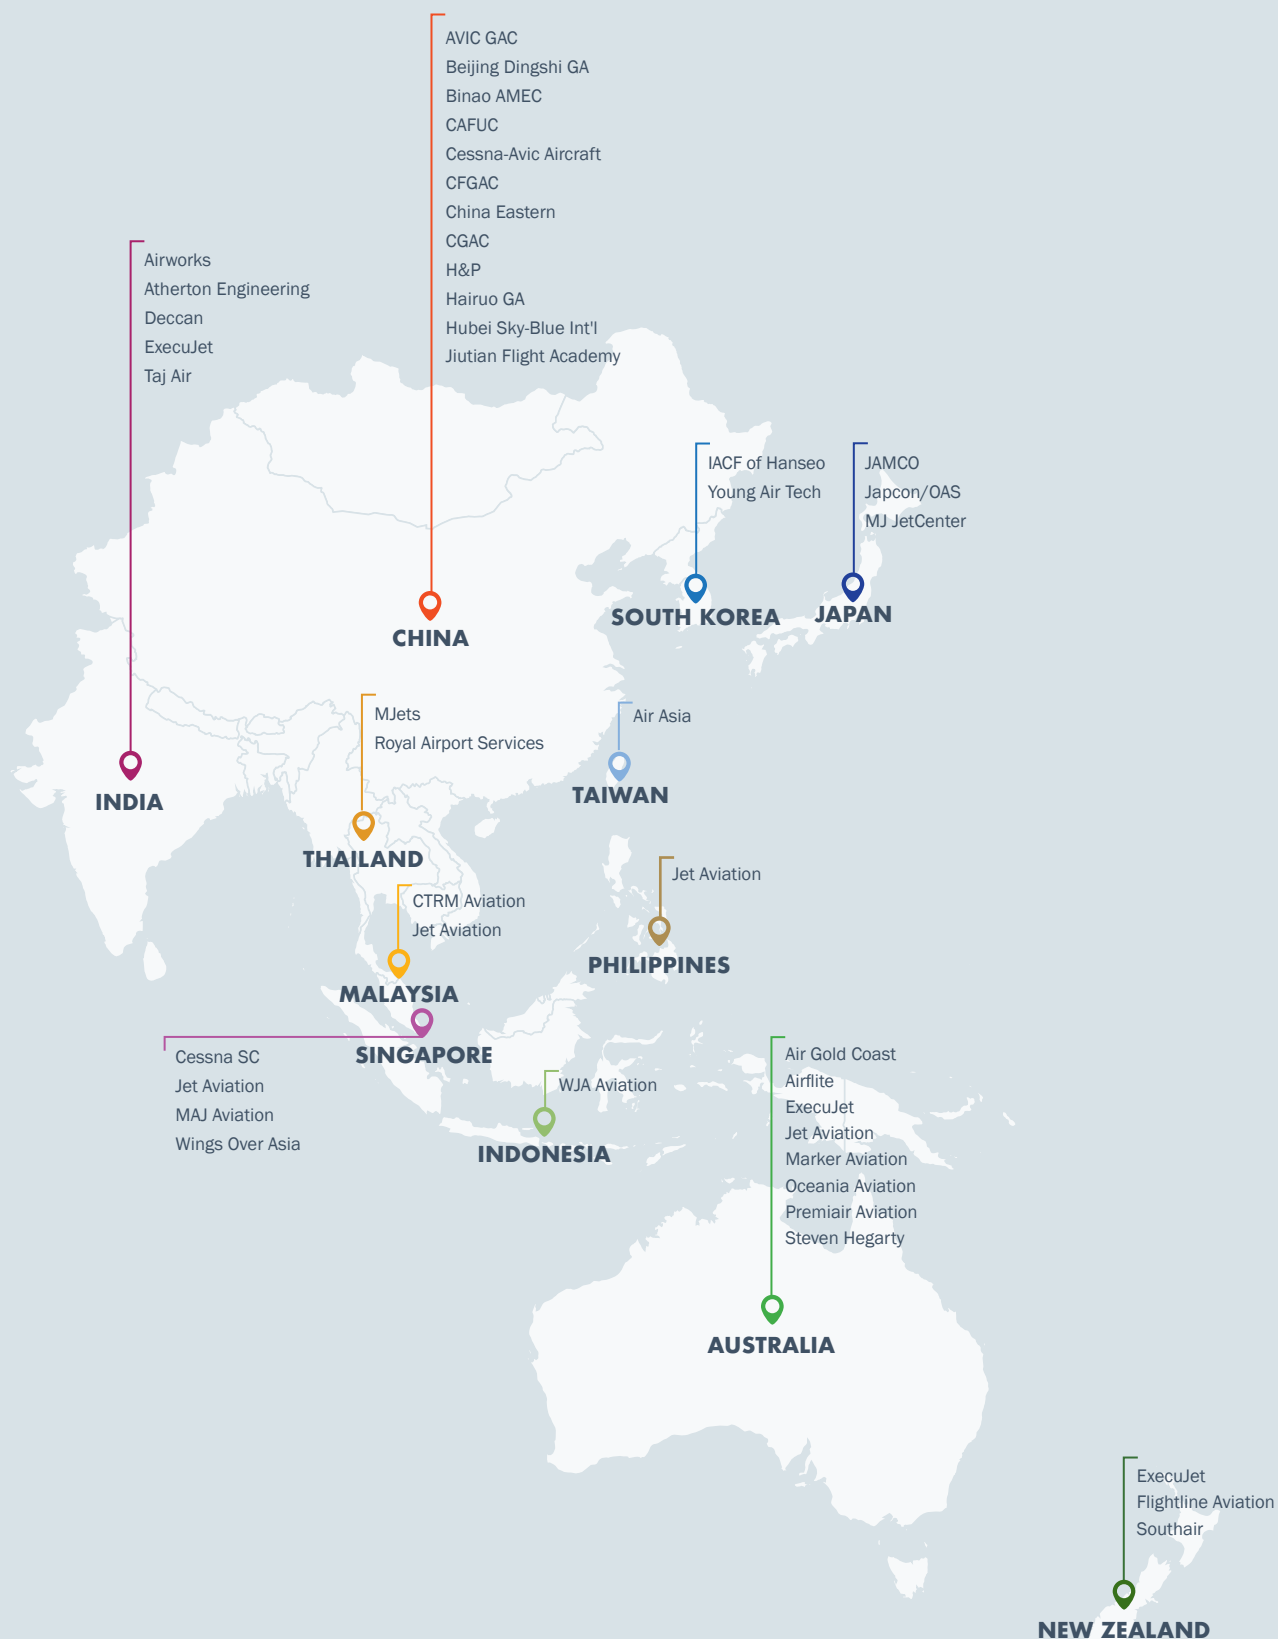 AVIC GAC
Beijing Dingshi GA
Binao AMEC
CAFUC
Cessna-Avic Aircraft
CFGAC
China Eastern
CGAC
H&P
Hairuo GA
Hubei Sky-Blue Int'l
Jiutian Flight Academy
CHINA
Airworks
Atherton Engineering
Deccan
ExecuJet
Taj Air
INDIA
IACF of Hanseo
Young Air Tech
SOUTH KOREA
JAMCO
Japcon/OAS
MJ JetCenter
JAPAN
MJets
Royal Airport Services
THAILAND
Air Asia
TAIWAN
CTRM Aviation
Jet Aviation
MALAYSIA
Jet Aviation
PHILIPPINES
SINGAPORE
Cessna SC
Jet Aviation
MAJ Aviation
Wings Over Asia
WJA Aviation
INDONESIA
Air Gold Coast
Airflite
ExecuJet
Jet Aviation
Marker Aviation
Oceania Aviation
Premiair Aviation
Steven Hegarty
AUSTRALIA
ExecuJet
Flightline Aviation
Southair
NEW ZEALAND